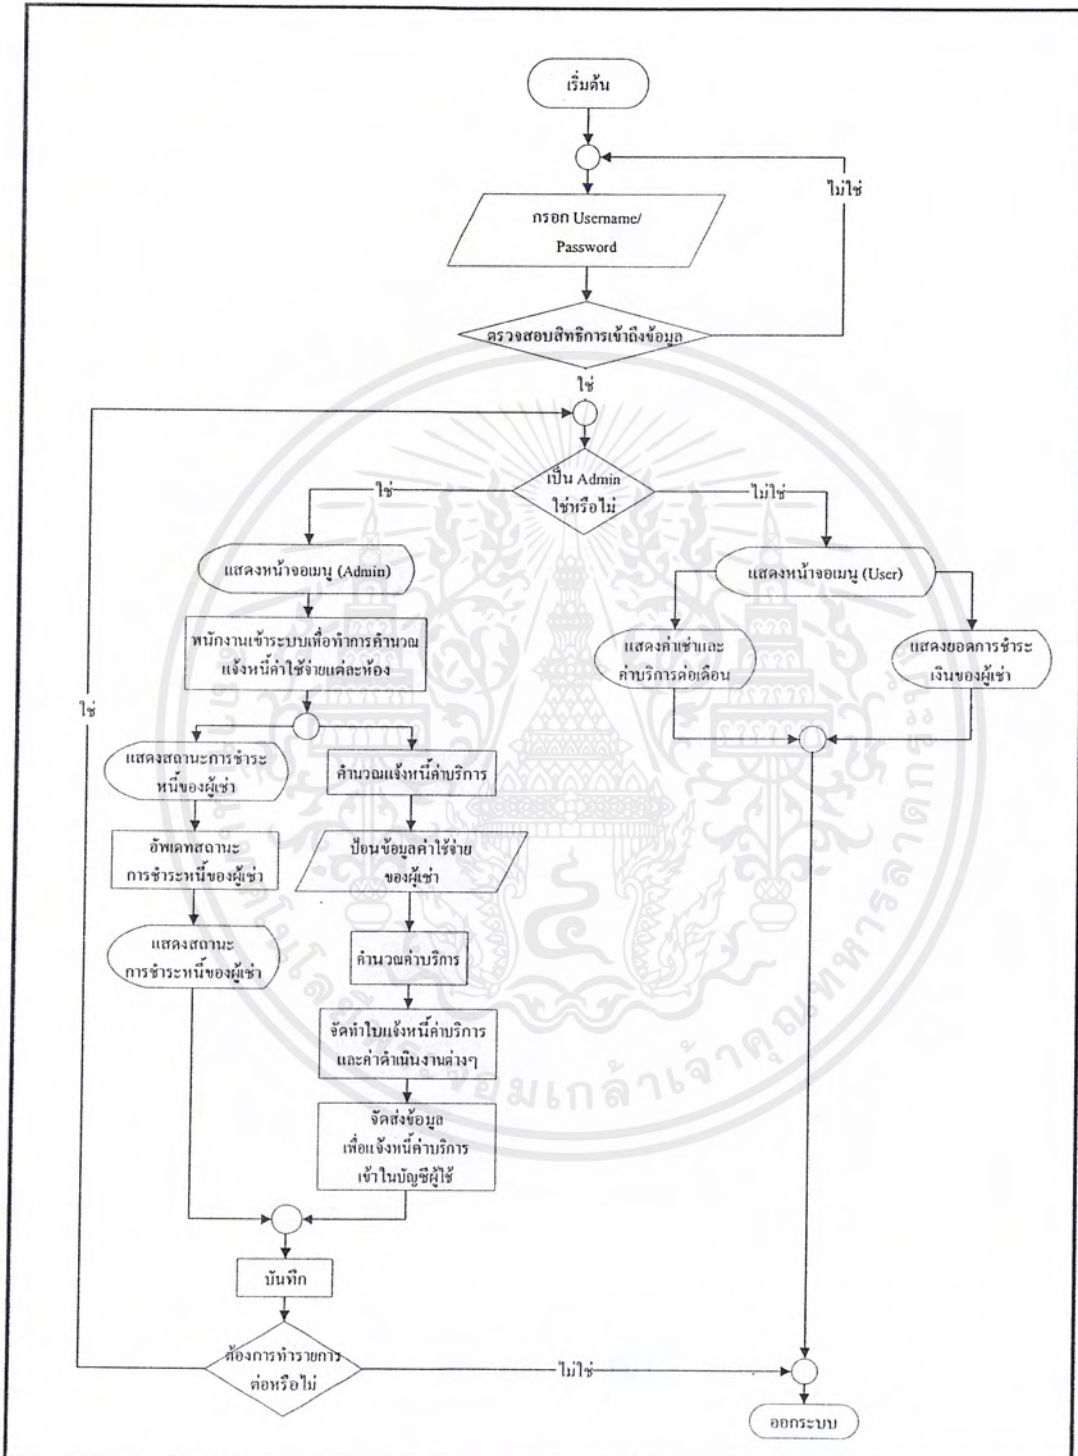 เริ่มต้น
ไม่ใช่
กรอก Username/
Password
ตรวจสอบสิทธิการเข้าถึงข้อมูล
ใช่
เป็น Admin
ใช่หรือไม่
ใช่
ไม่ใช่
แสดงหน้าจอเมนู (Admin)
แสดงหน้าจอเมนู (User)
พนักงานเข้าระบบเพื่อทำการคำนวณ
แจ้งหนี้ค่าใช้จ่ายแต่ละห้อง
แสดงค่าเช่าและ
ค่าบริการต่อเดือน
แสดงยอดการชำระ
เงินของผู้เช่า
ใช่
แสดงสถานะการชำระ
หนี้ของผู้เช่า
คำนวณแจ้งหนี้ค่าบริการ
อัพเดทสถานะ
การชำระหนี้ของผู้เช่า
ป้อนข้อมูลค่าใช้จ่าย
ของผู้เช่า
แสดงสถานะ
การชำระหนี้ของผู้เช่า
คำนวณค่าบริการ
จัดทำใบแจ้งหนี้ค่าบริการ
และค่าดำเนินงานต่างๆ
จัดส่งข้อมูล
เพื่อแจ้งหนี้ค่าบริการ
เข้าในบัญชีผู้ใช้
บันทึก
ต้องการทำรายการ
ต่อหรือไม่
ไม่ใช่
ออกระบบ